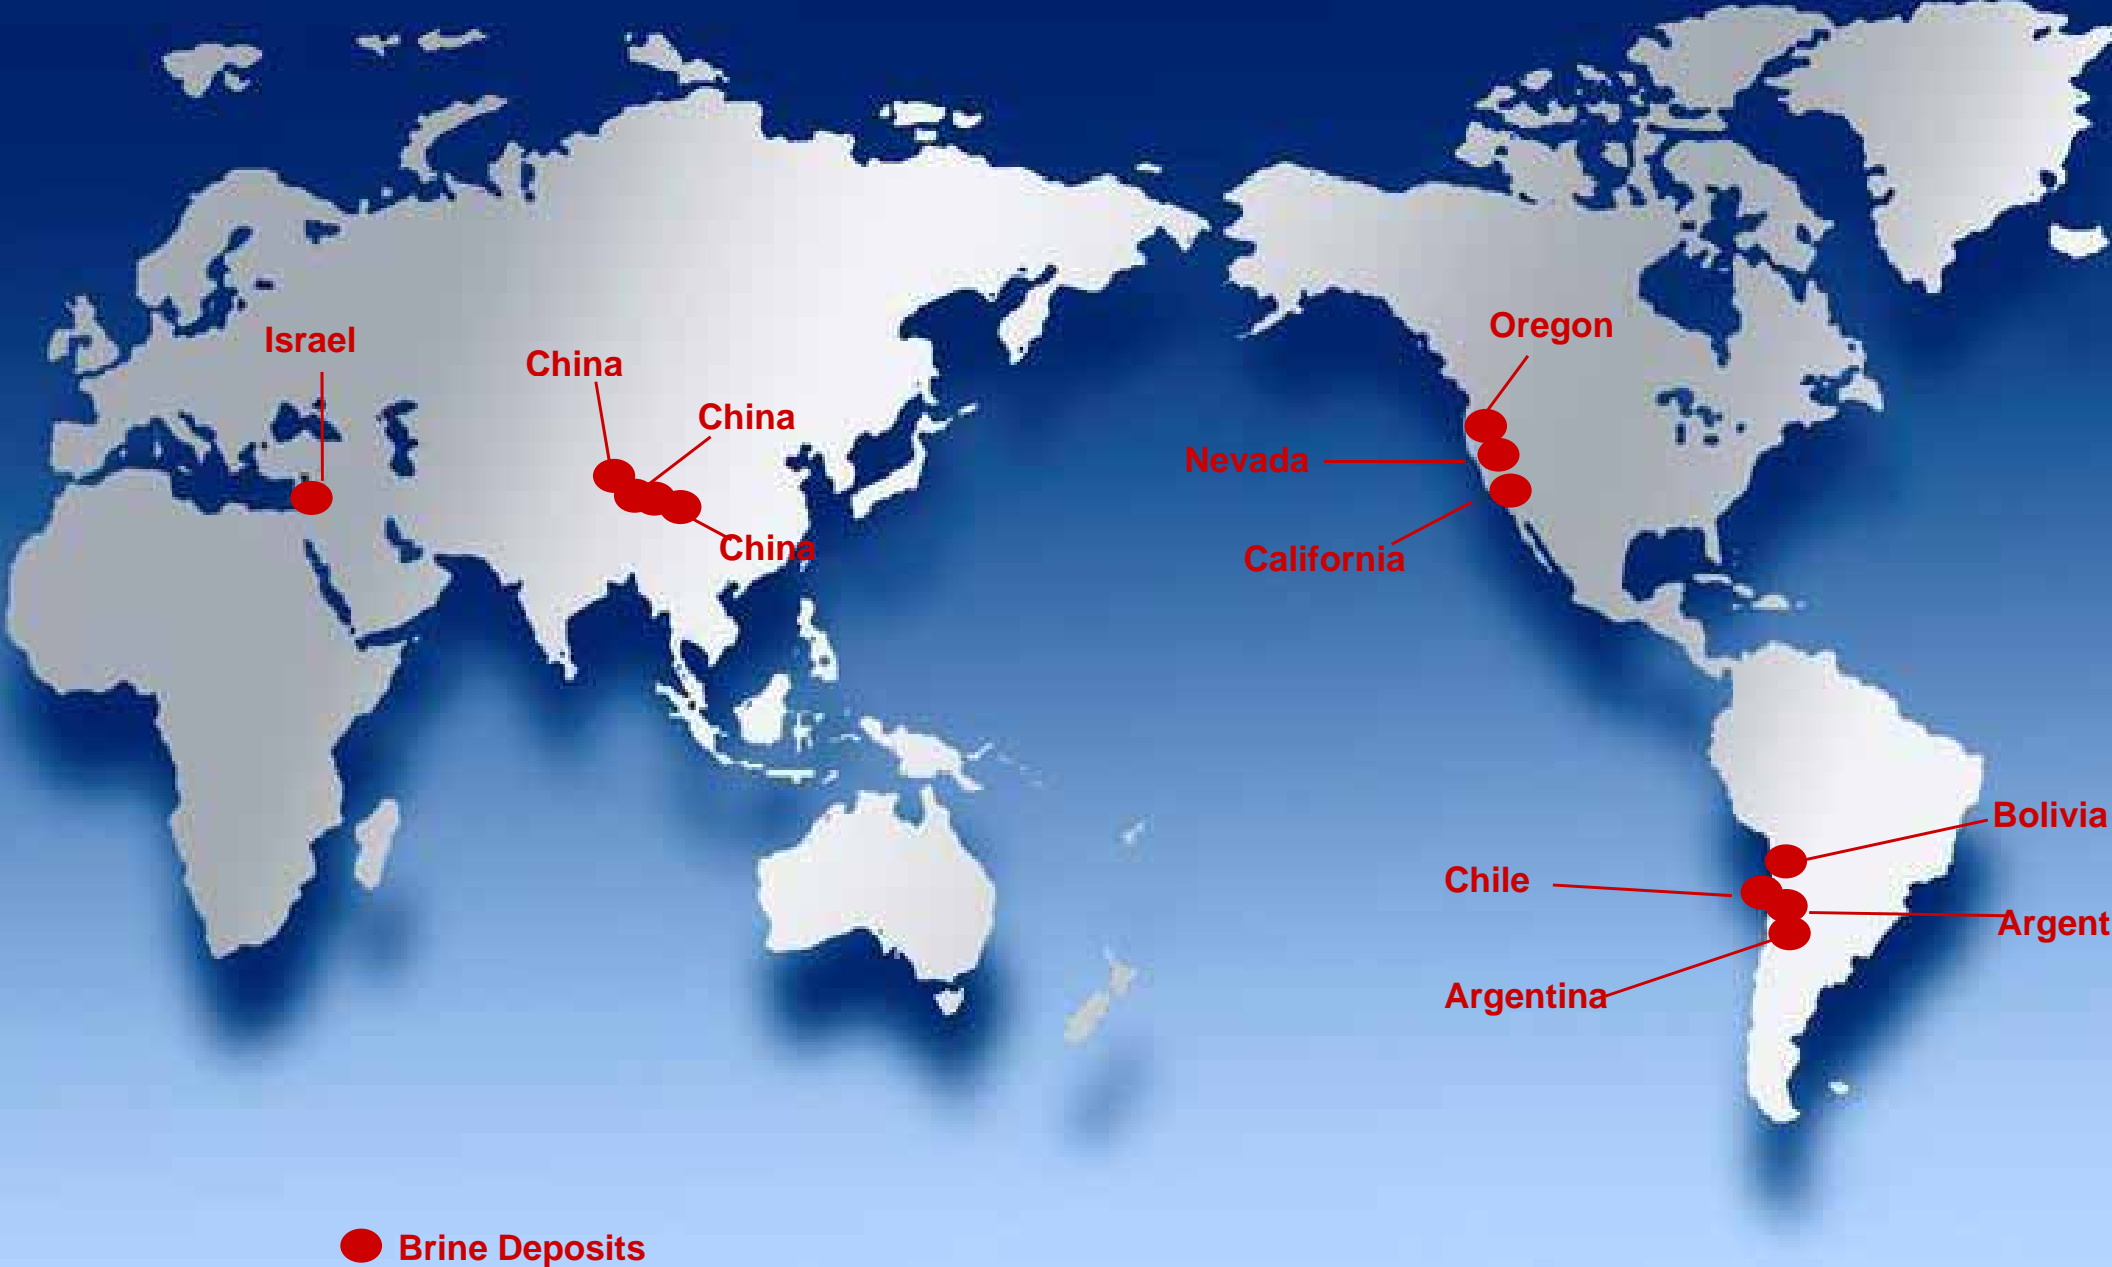 Oregon
Israel
China
China
Nevada
China
California
Bolivia
Chile
Argent
Argentina
Brine Deposits